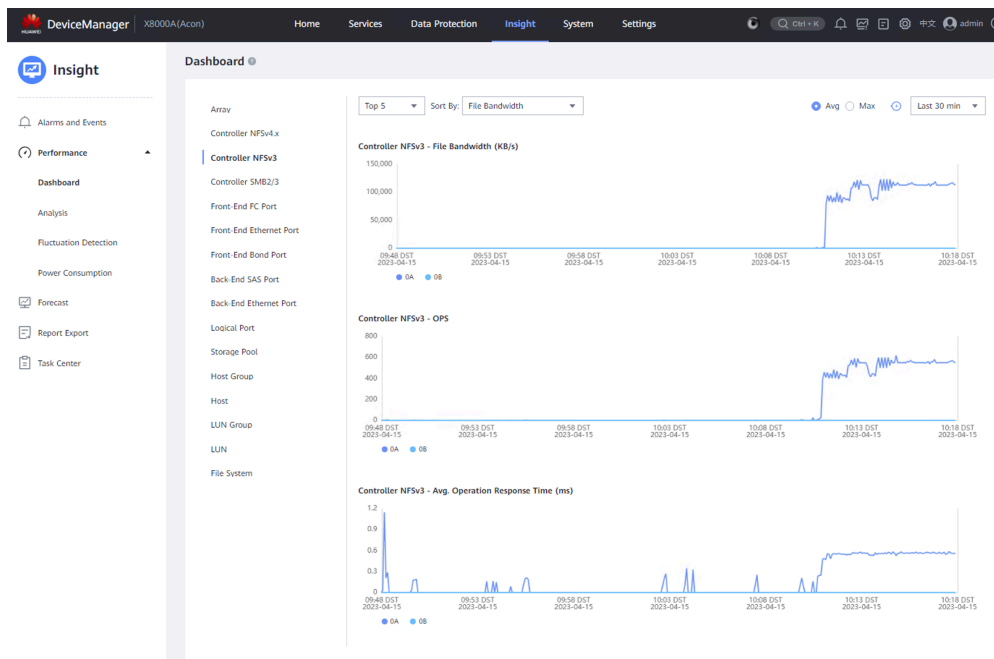 HUAWEI DeviceManager X8000A(Acon) Home Services Data Protection Insight System Settings Ctrl + K 中文 admin
Insight
Alarms and Events
Performance
Dashboard
Analysis
Fluctuation Detection
Power Consumption
Forecast
Report Export
Task Center
Dashboard
Array
Controller NFSv4.x
Controller NFSv3
Controller SMB2/3
Front-End FC Port
Front-End Ethernet Port
Front-End Bond Port
Back-End SAS Port
Back-End Ethernet Port
Logical Port
Storage Pool
Host Group
Host
LUN Group
LUN
File System
Top 5 Sort By: File Bandwidth Avg Max Last 30 min
Controller NFSv3 - File Bandwidth (KB/s)
150,000
100,000
50,000
0
09:48 DST 09:53 DST 09:58 DST 10:03 DST 10:08 DST 10:13 DST 10:18 DST
2023-04-15 2023-04-15 2023-04-15 2023-04-15 2023-04-15 2023-04-15 2023-04-15
0A 0B
Controller NFSv3 - OPS
800
600
400
200
0
09:48 DST 09:53 DST 09:58 DST 10:03 DST 10:08 DST 10:13 DST 10:18 DST
2023-04-15 2023-04-15 2023-04-15 2023-04-15 2023-04-15 2023-04-15 2023-04-15
0A 0B
Controller NFSv3 - Avg. Operation Response Time (ms)
1.2
0.9
0.6
0.3
0
09:48 DST 09:53 DST 09:58 DST 10:03 DST 10:08 DST 10:13 DST 10:18 DST
2023-04-15 2023-04-15 2023-04-15 2023-04-15 2023-04-15 2023-04-15 2023-04-15
0A 0B